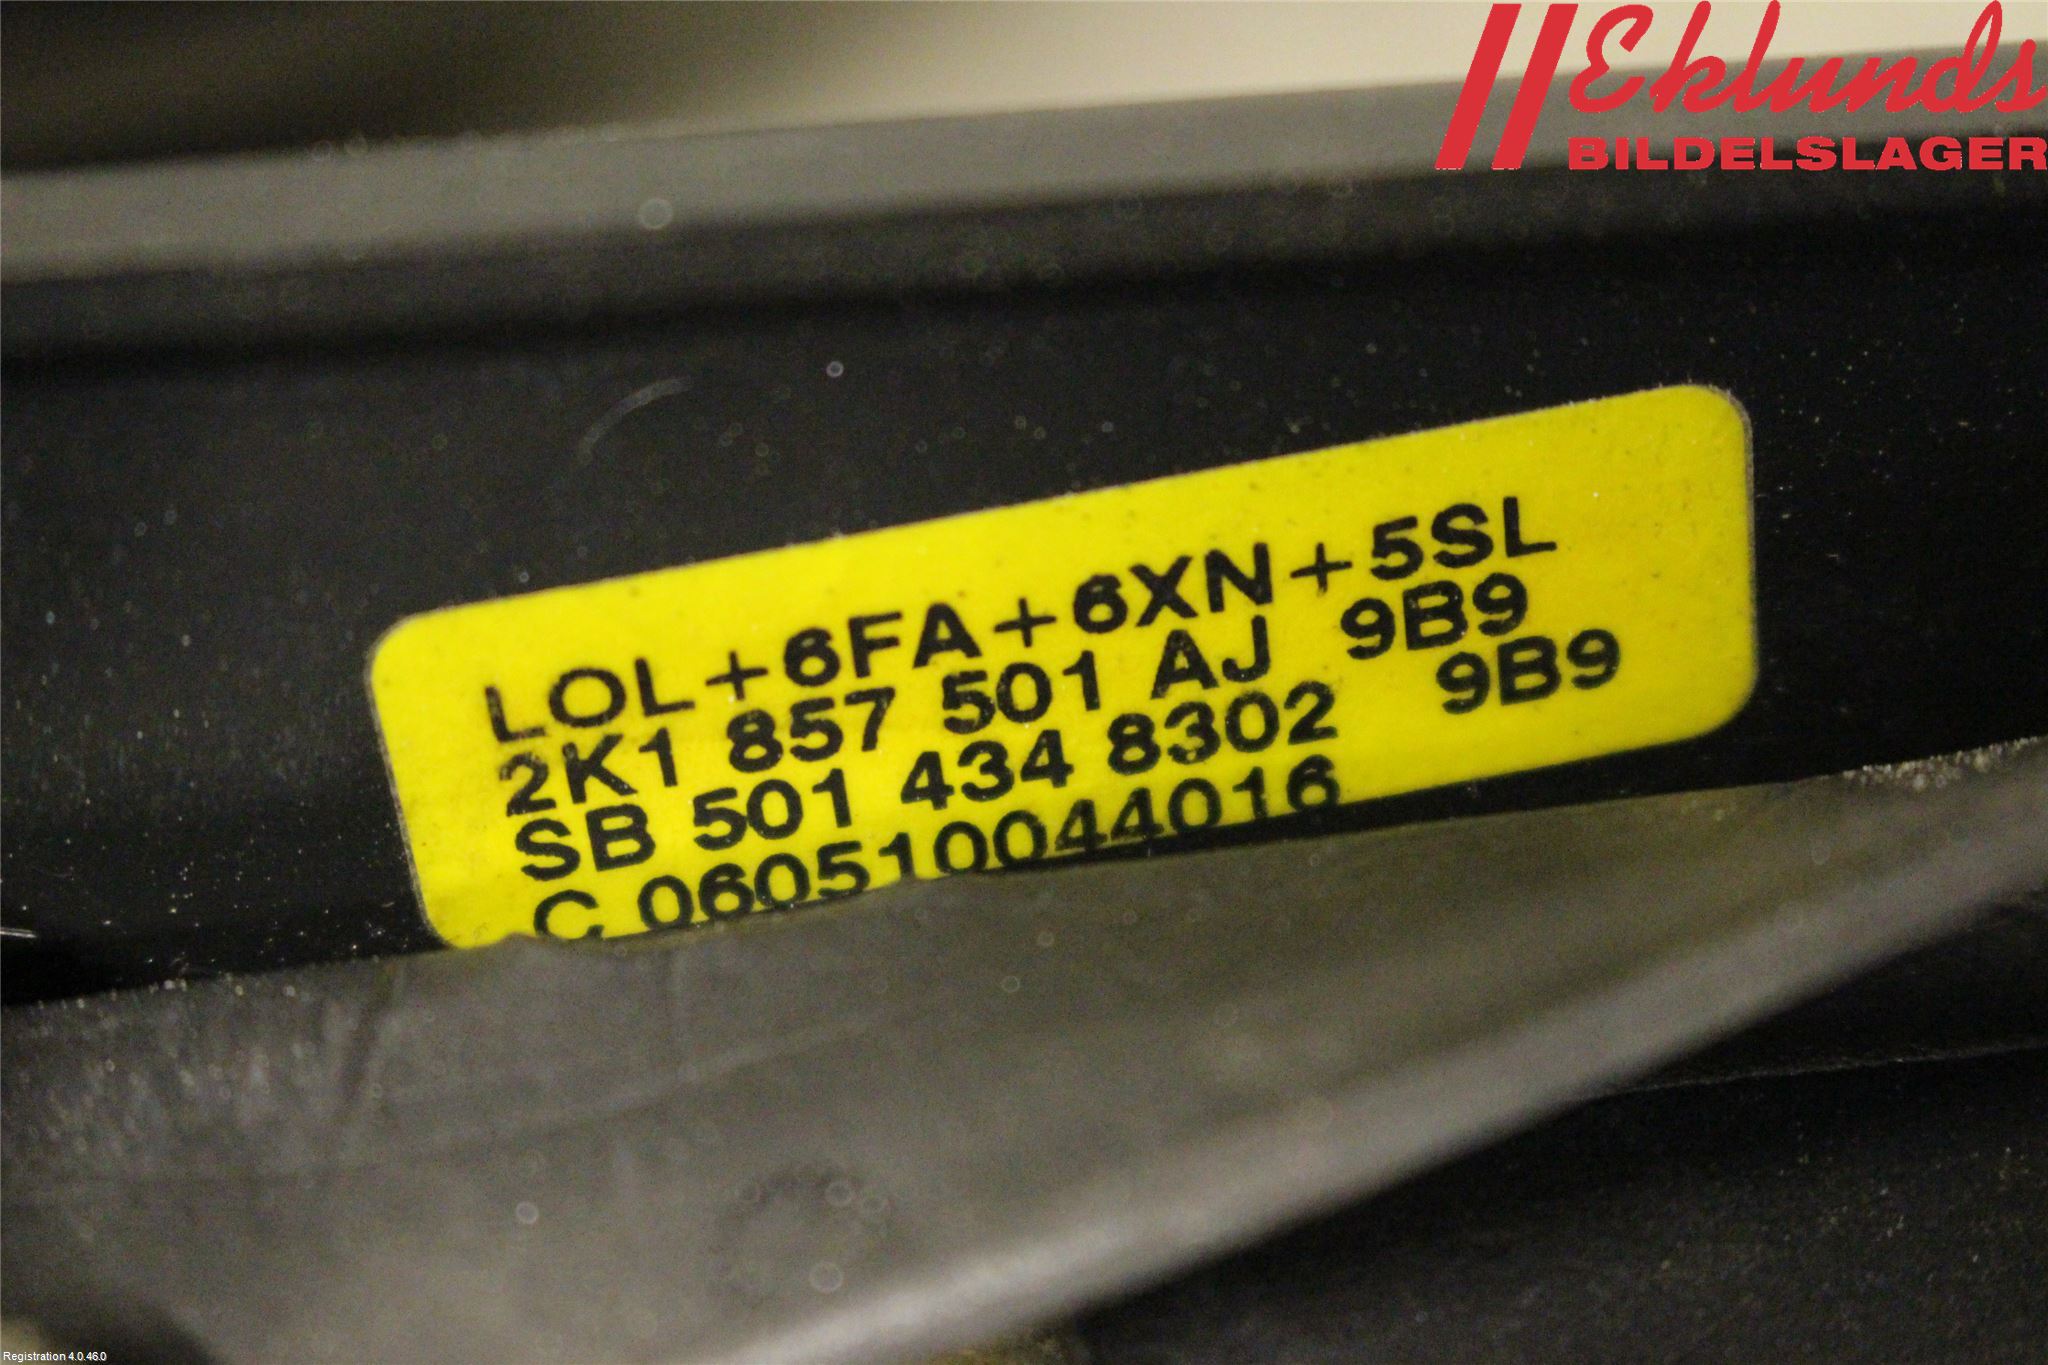 Eklunds
BILDELSLAGER
LOL+6FA+6XN+5SL
2K1 857 501 AJ 9B9
SB 501 434 8302 9B9
C 060510044016
Registration 4.0.46.0